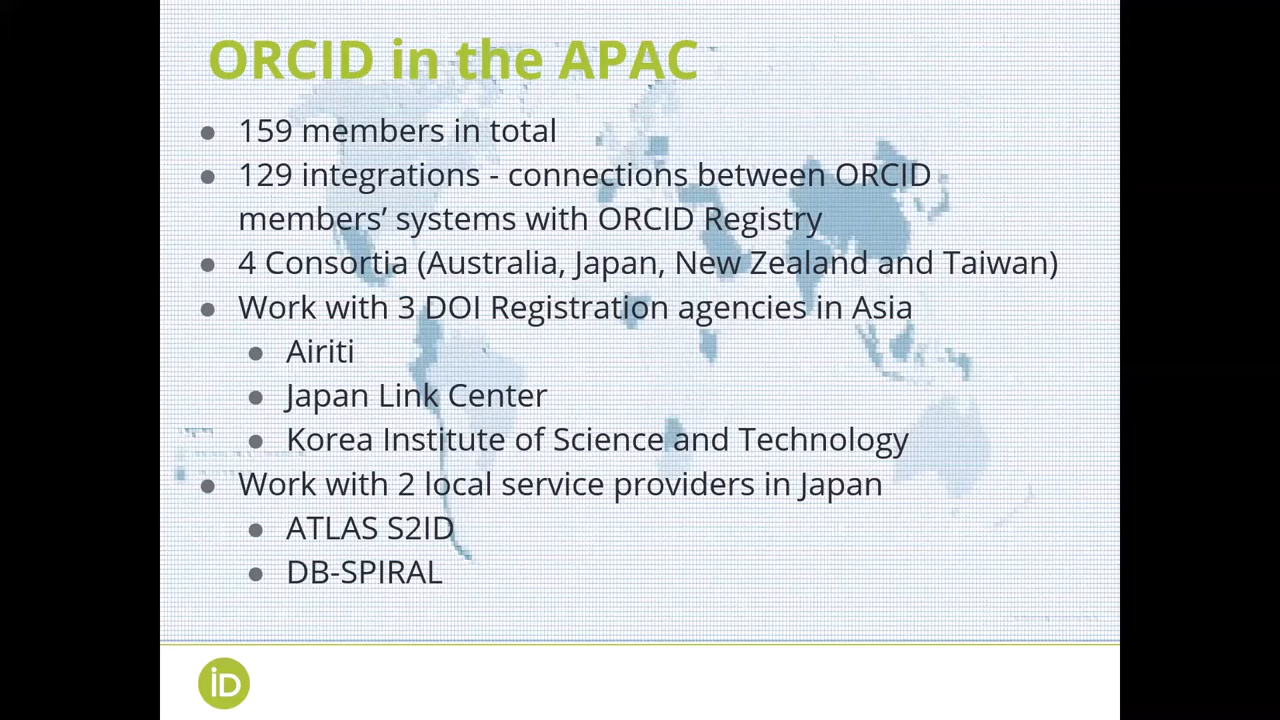 ORCID in the APAC
● 159 members in total
● 129 integrations - connections between ORCID
members’ systems with ORCID Registry
● 4 Consortia (Australia, Japan, New Zealand and Taiwan)
● Work with 3 DOI Registration agencies in Asia
● Airiti
● Japan Link Center
● Korea Institute of Science and Technology
● Work with 2 local service providers in Japan
● ATLAS S2ID
● DB-SPIRAL
iD